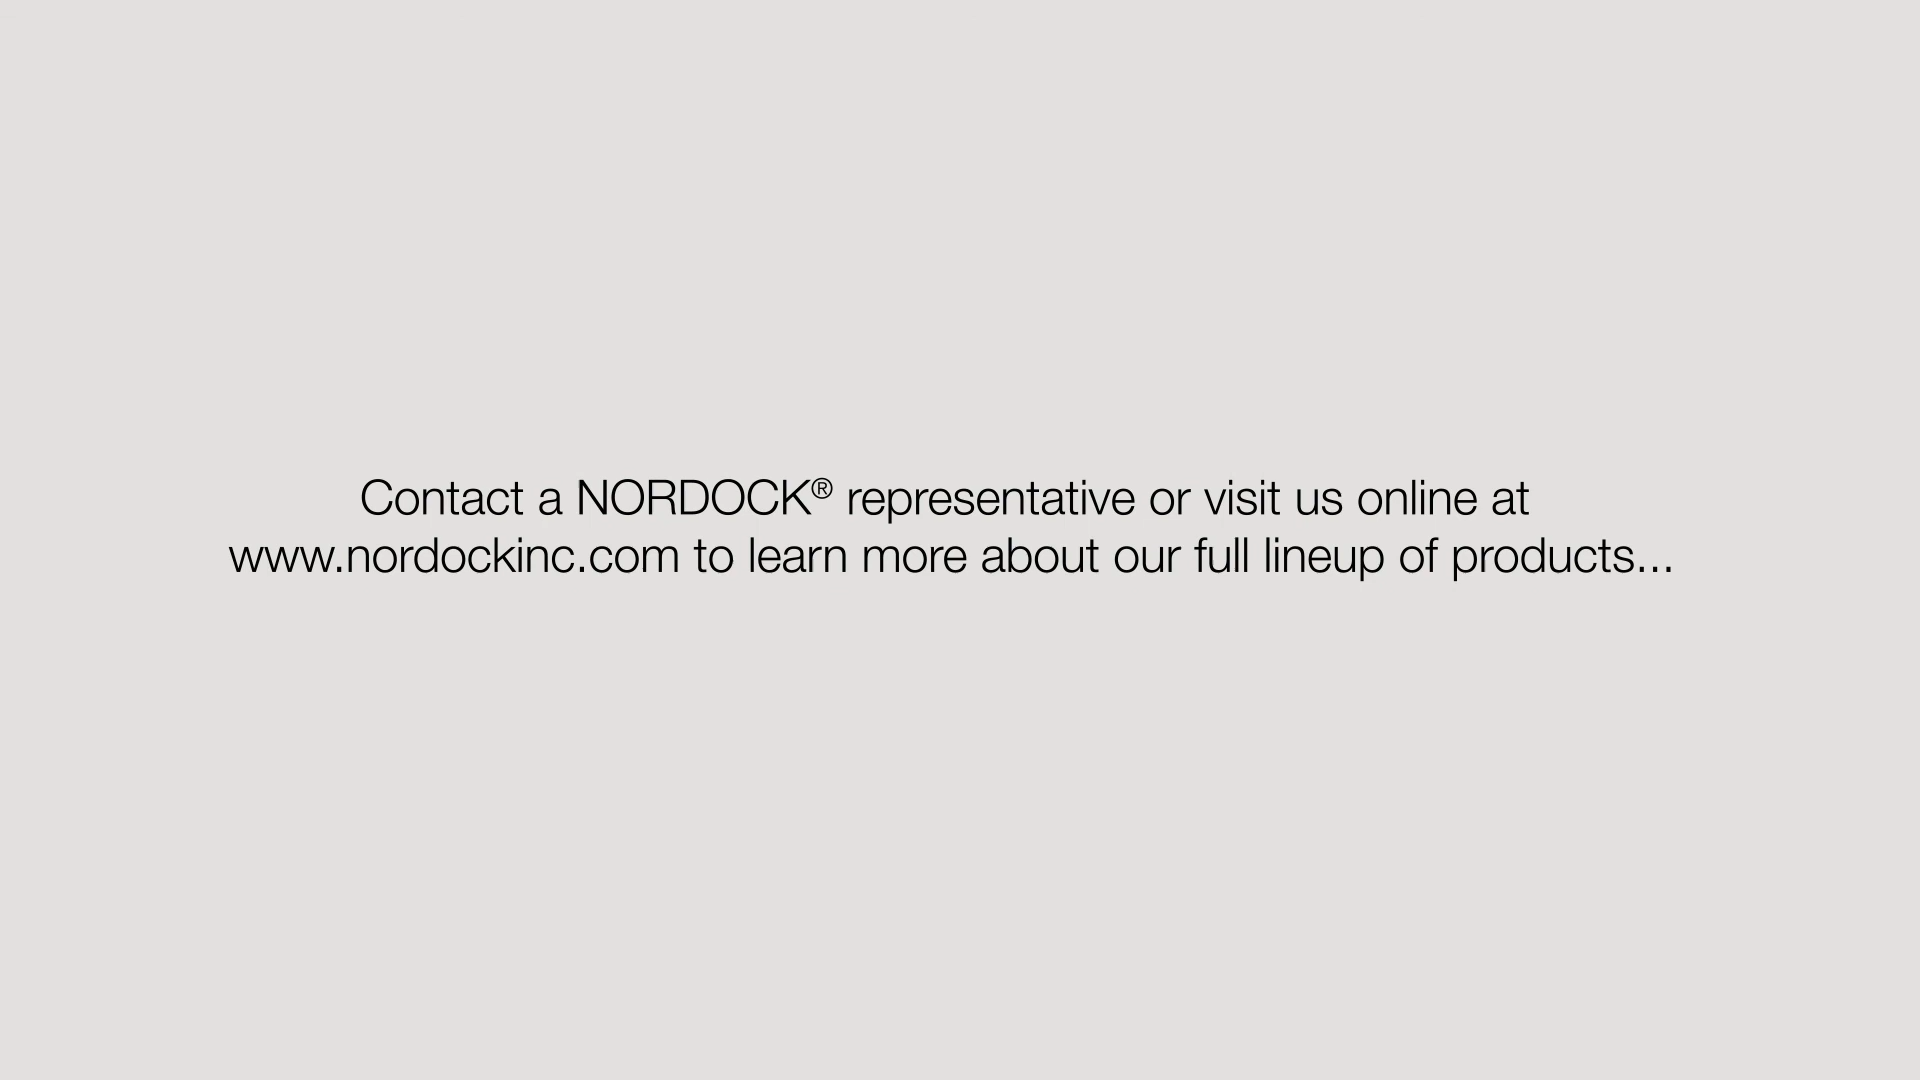 Contact a NORDOCK® representative or visit us online at
www.nordockinc.com to learn more about our full lineup of products...